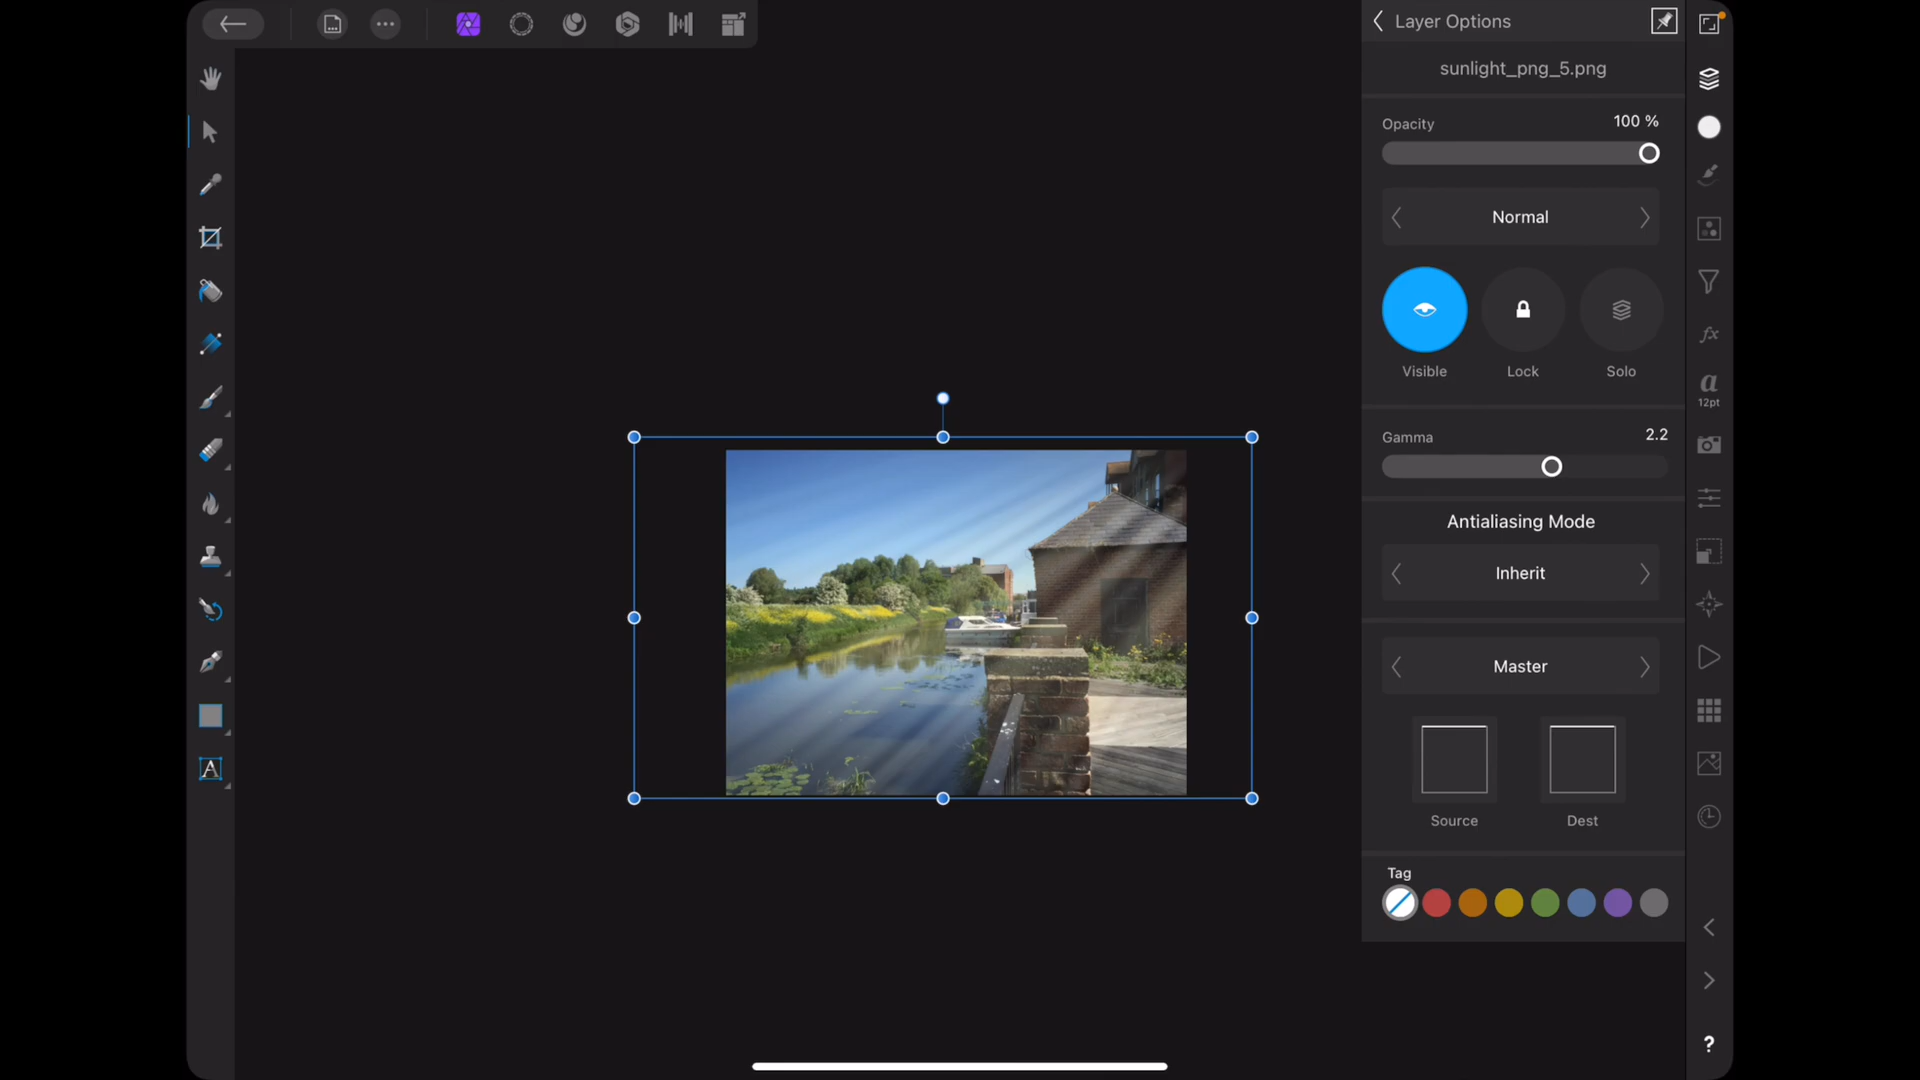 Layer Options
sunlight_png_5.png
Opacity
100 %
Normal
Visible
Lock
Solo
a
12pt
Gamma
2.2
Antialiasing Mode
Inherit
Master
Source
Dest
Tag
fx
A
?